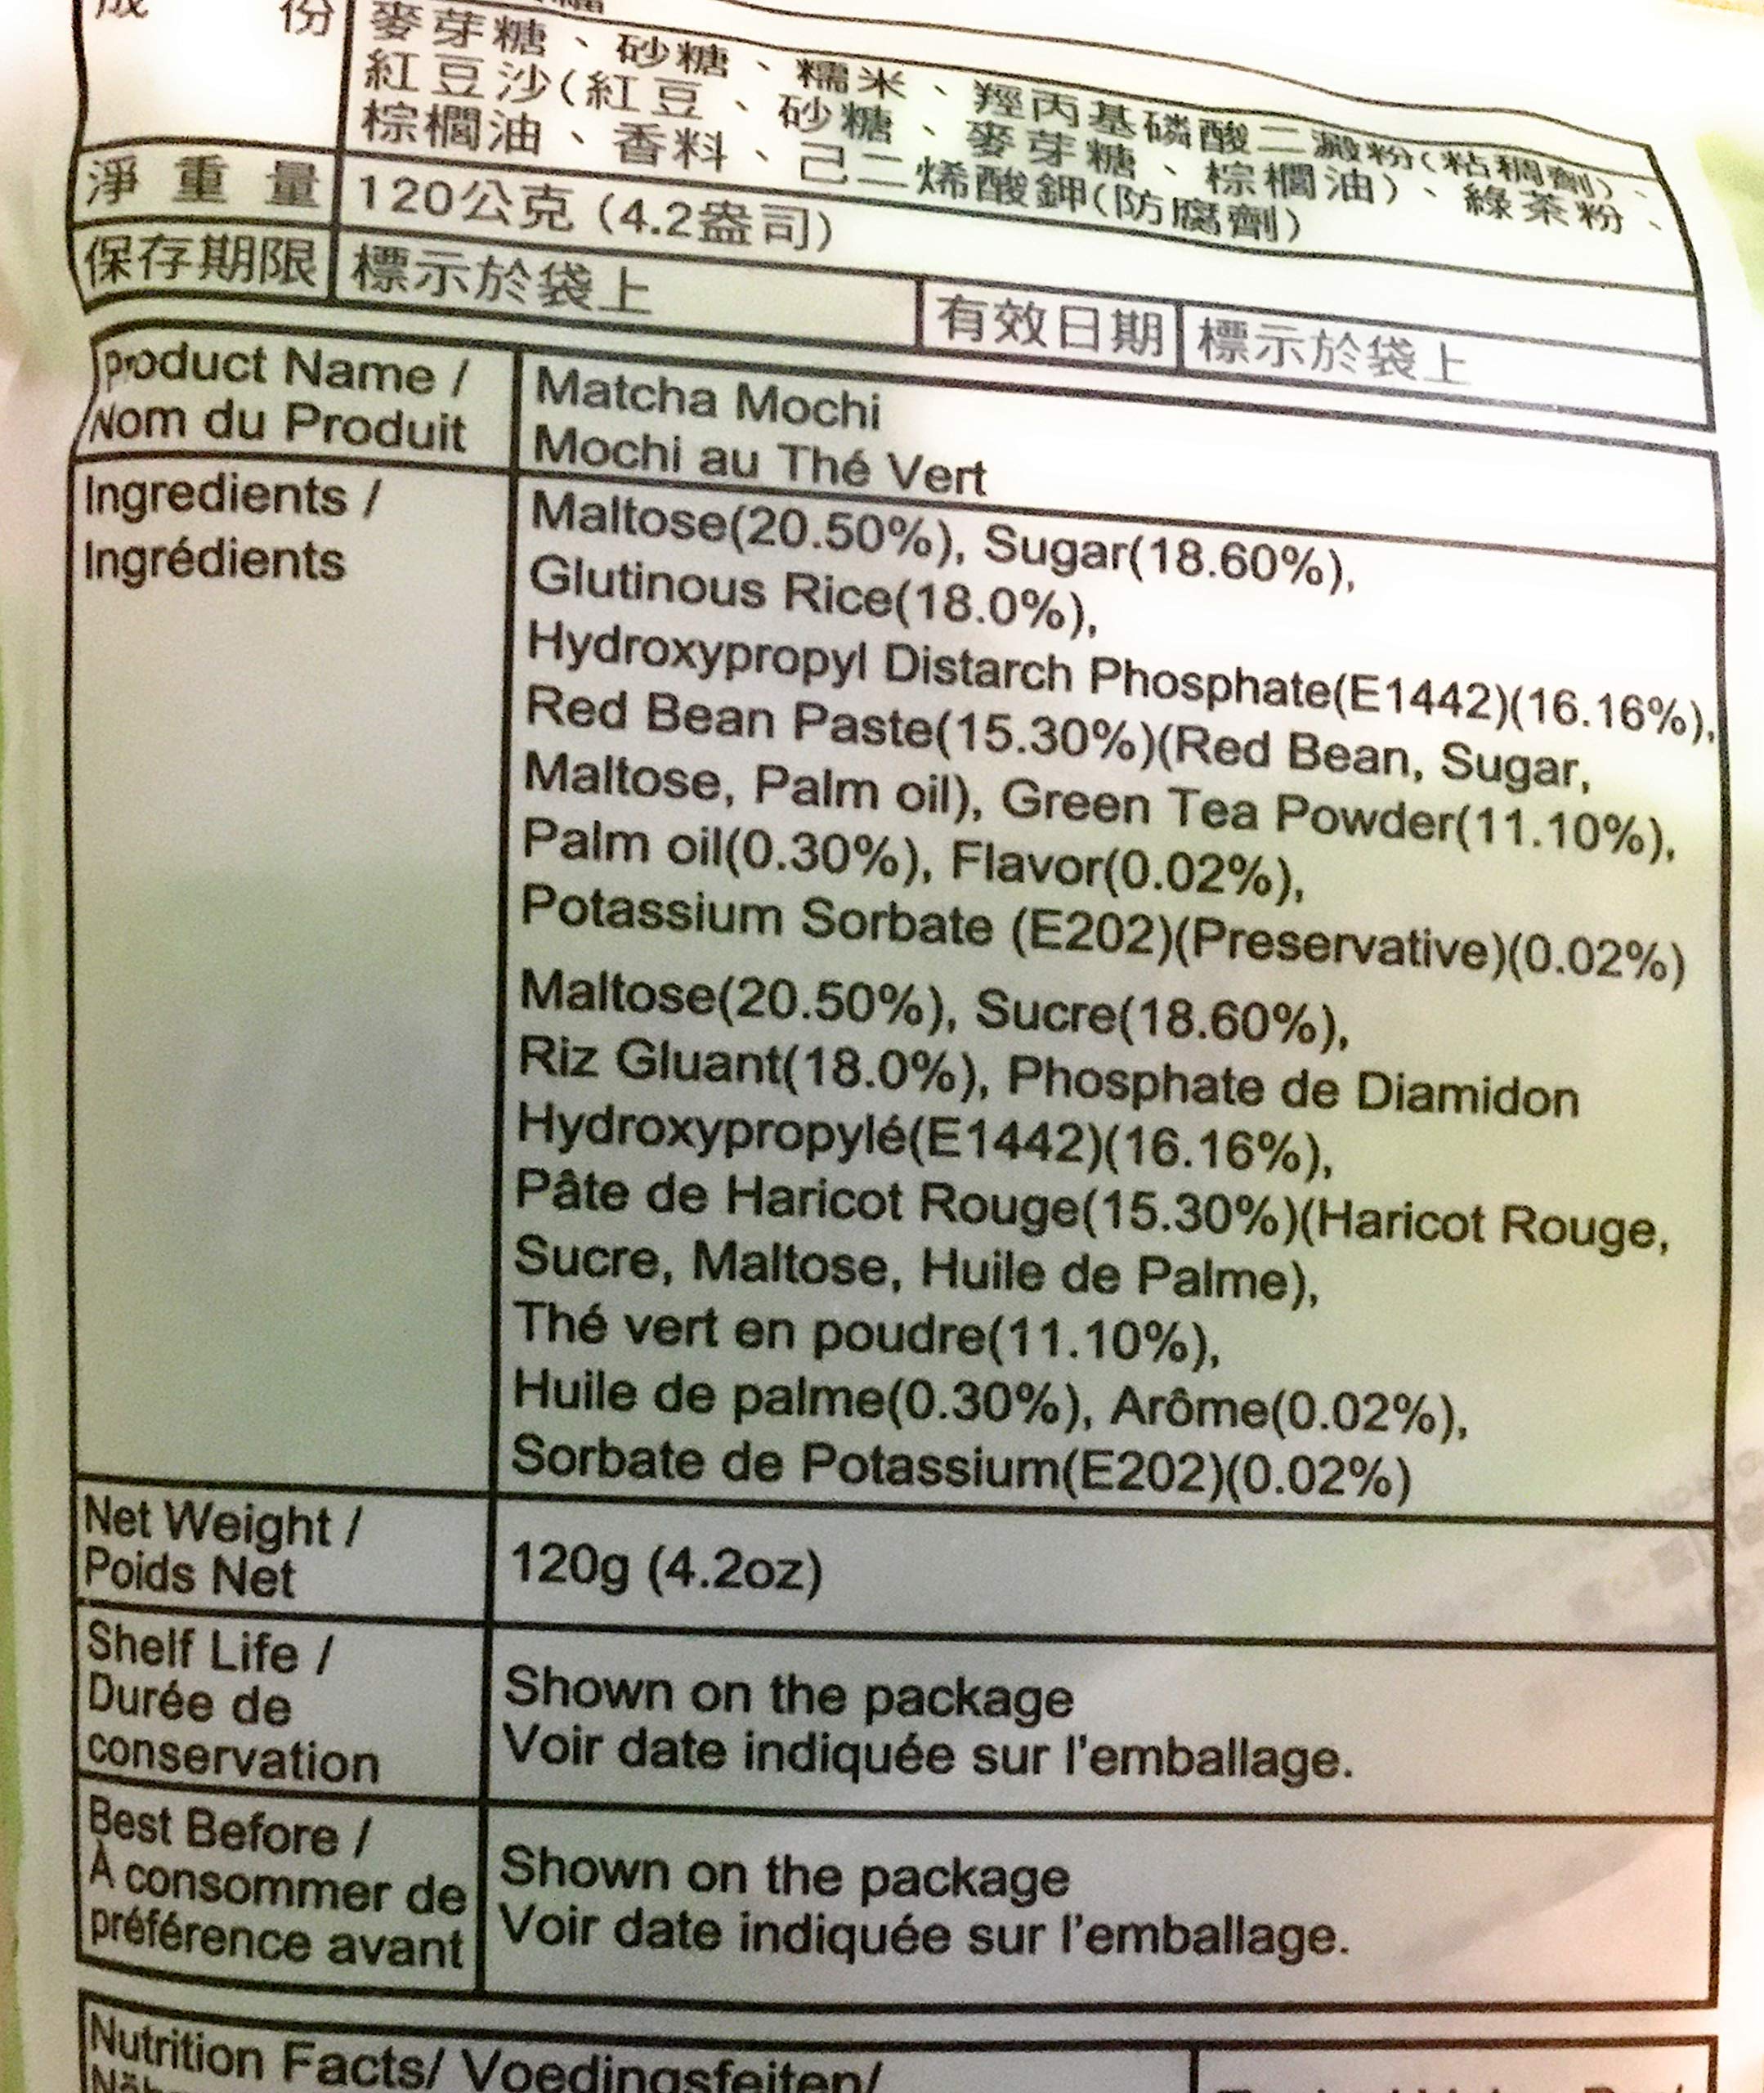 成 份
麥芽糖、砂糖、糯米、羥丙基磷酸二澱粉(粘稠劑)、
紅豆沙(紅豆、砂糖、麥芽糖、棕櫚油)、綠茶粉、
棕櫚油、香料、己二烯酸鉀(防腐劑)
淨 重 量 120公克 (4.2盎司)
保存期限 標示於袋上 有效日期 標示於袋上
Product Name /
Nom du Produit
Matcha Mochi
Mochi au Thé Vert
Ingredients /
Ingrédients
Maltose(20.50%), Sugar(18.60%),
Glutinous Rice(18.0%),
Hydroxypropyl Distarch Phosphate(E1442)(16.16%),
Red Bean Paste(15.30%)(Red Bean, Sugar,
Maltose, Palm oil), Green Tea Powder(11.10%),
Palm oil(0.30%), Flavor(0.02%),
Potassium Sorbate (E202)(Preservative)(0.02%)
Maltose(20.50%), Sucre(18.60%),
Riz Gluant(18.0%), Phosphate de Diamidon
Hydroxypropylé(E1442)(16.16%),
Pâte de Haricot Rouge(15.30%)(Haricot Rouge,
Sucre, Maltose, Huile de Palme),
Thé vert en poudre(11.10%),
Huile de palme(0.30%), Arôme(0.02%),
Sorbate de Potassium(E202)(0.02%)
Net Weight /
Poids Net
120g (4.2oz)
Shelf Life /
Durée de
conservation
Shown on the package
Voir date indiquée sur l'emballage.
Best Before /
À consommer de
préférence avant
Shown on the package
Voir date indiquée sur l'emballage.
Nutrition Facts/ Voedingsfeiten/